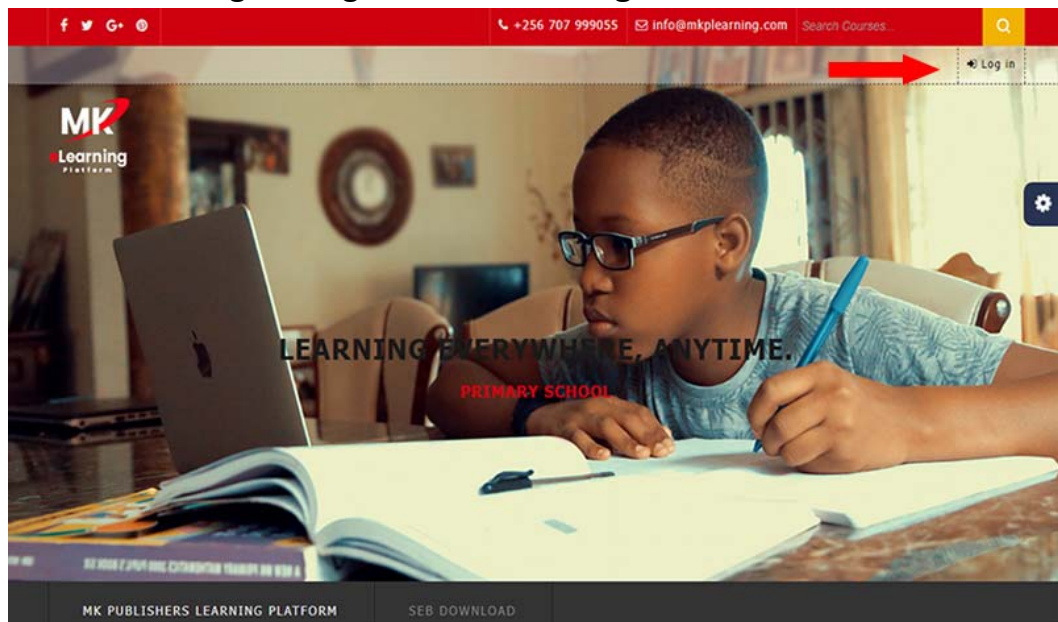 +256 707 999055 info@mkplearning.com Search Courses...
Log in
MK
eLearning
Platform
LEARNING EVERYWHERE, ANYTIME.
PRIMARY SCHOOL
MK PUBLISHERS LEARNING PLATFORM SEB DOWNLOAD